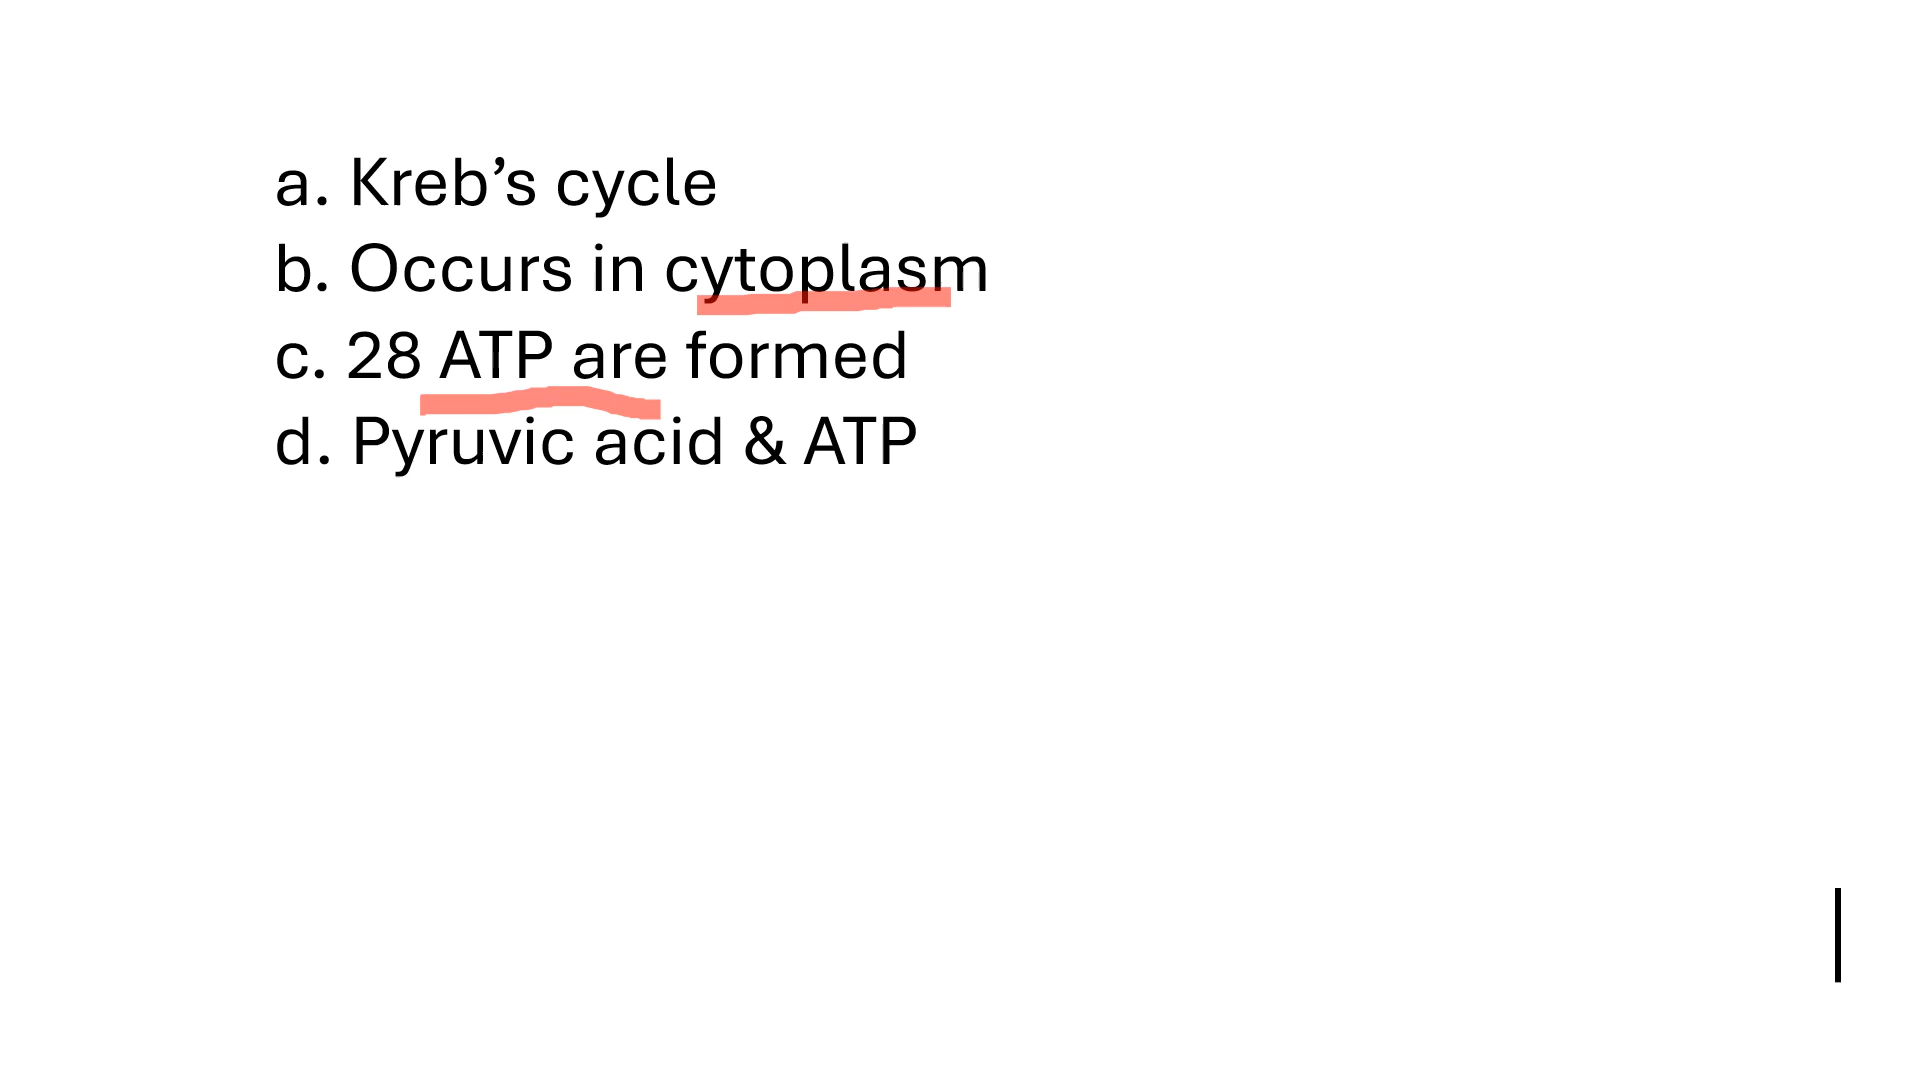 a. Kreb’s cycle
b. Occurs in cytoplasm
c. 28 ATP are formed
d. Pyruvic acid & ATP